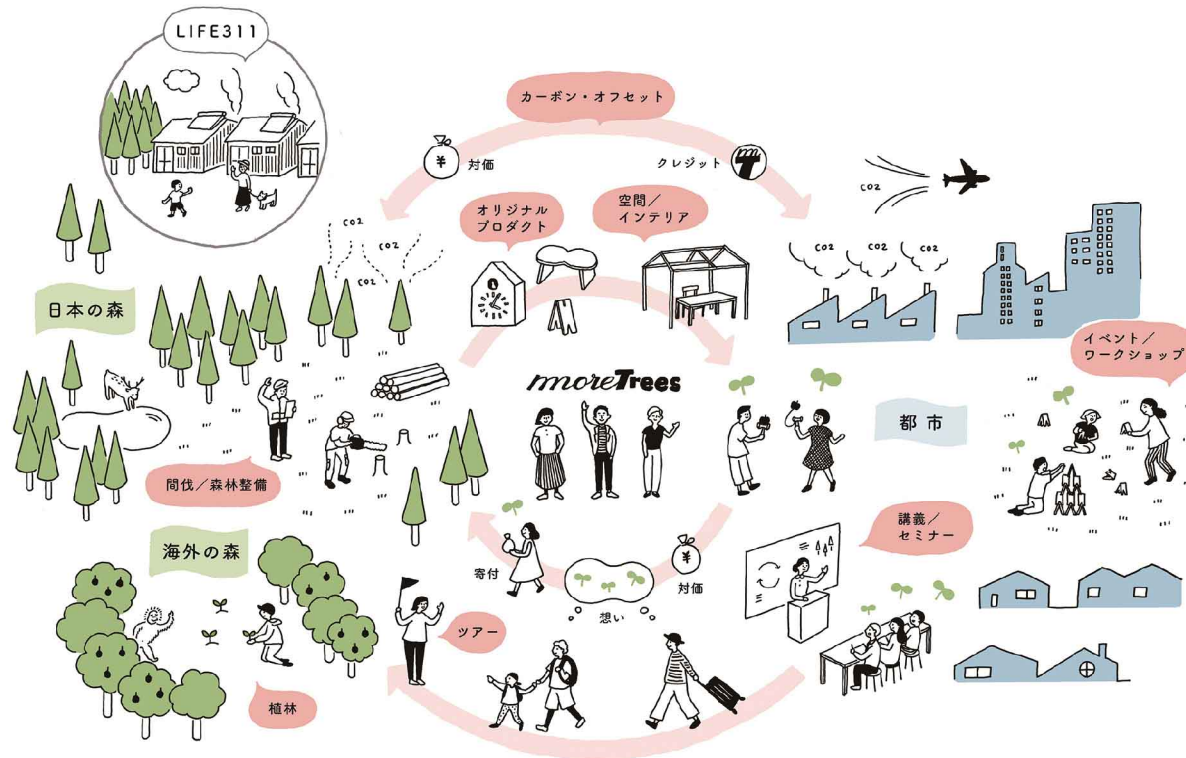 LIFE311
カーボン・オフセット
¥
対価
クレジット
T
CO2
オリジナル
プロダクト
空間／
インテリア
CO2
CO2
CO2
CO2
CO2
CO2
日本の森
イベント／
ワークショップ
more Trees
都市
間伐／森林整備
講義／
セミナー
海外の森
寄付
想い
¥
対価
ツアー
植林